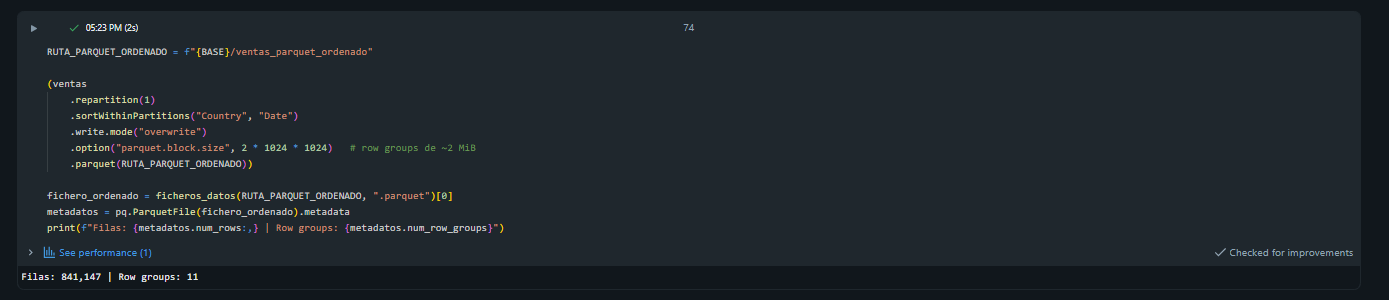 05:23 PM (2s)
74
RUTA_PARQUET_ORDENADO = f"{BASE}/ventas_parquet_ordenado"
(ventas
    .repartition(1)
    .sortWithinPartitions("Country", "Date")
    .write.mode("overwrite")
    .option("parquet.block.size", 2 * 1024 * 1024)   # row groups de ~2 MiB
    .parquet(RUTA_PARQUET_ORDENADO))
fichero_ordenado = ficheros_datos(RUTA_PARQUET_ORDENADO, ".parquet")[0]
metadatos = pq.ParquetFile(fichero_ordenado).metadata
print(f"Filas: {metadatos.num_rows:,} | Row groups: {metadatos.num_row_groups}")
See performance (1)
Checked for improvements
Filas: 841,147 | Row groups: 11